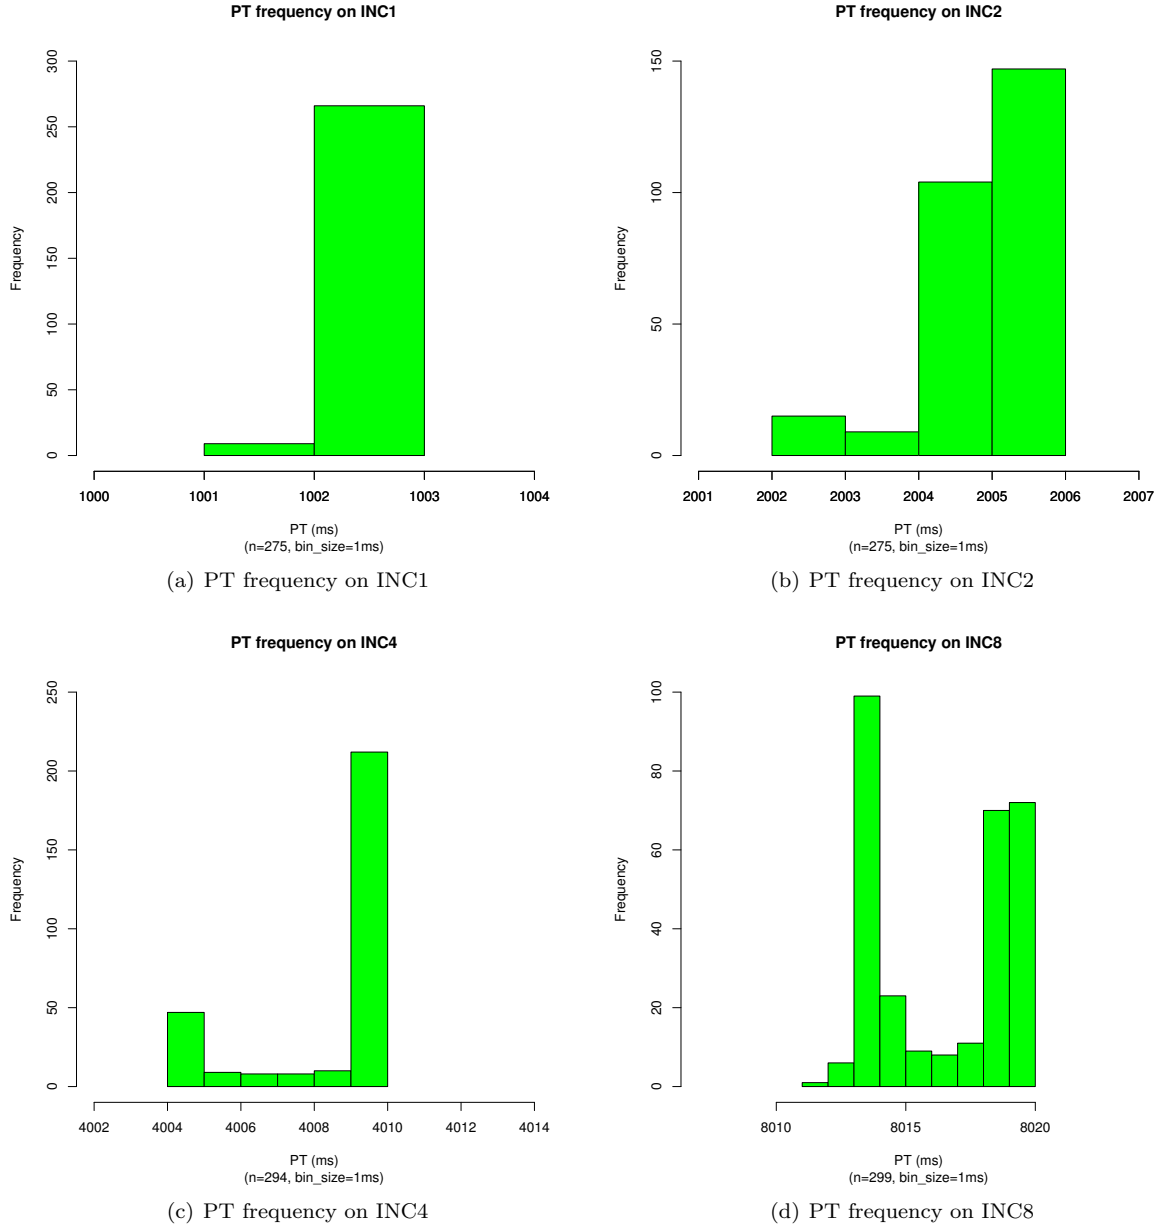 PT frequency on INC1
Frequency
0
50
100
150
200
250
300
1000 1001 1002 1003 1004
PT (ms)
(n=275, bin_size=1ms)
(a) PT frequency on INC1
PT frequency on INC2
Frequency
0
50
100
150
2001 2002 2003 2004 2005 2006 2007
PT (ms)
(n=275, bin_size=1ms)
(b) PT frequency on INC2
PT frequency on INC4
Frequency
0
50
100
150
200
250
4002 4004 4006 4008 4010 4012 4014
PT (ms)
(n=294, bin_size=1ms)
(c) PT frequency on INC4
PT frequency on INC8
Frequency
0
20
40
60
80
100
8010 8015 8020
PT (ms)
(n=299, bin_size=1ms)
(d) PT frequency on INC8